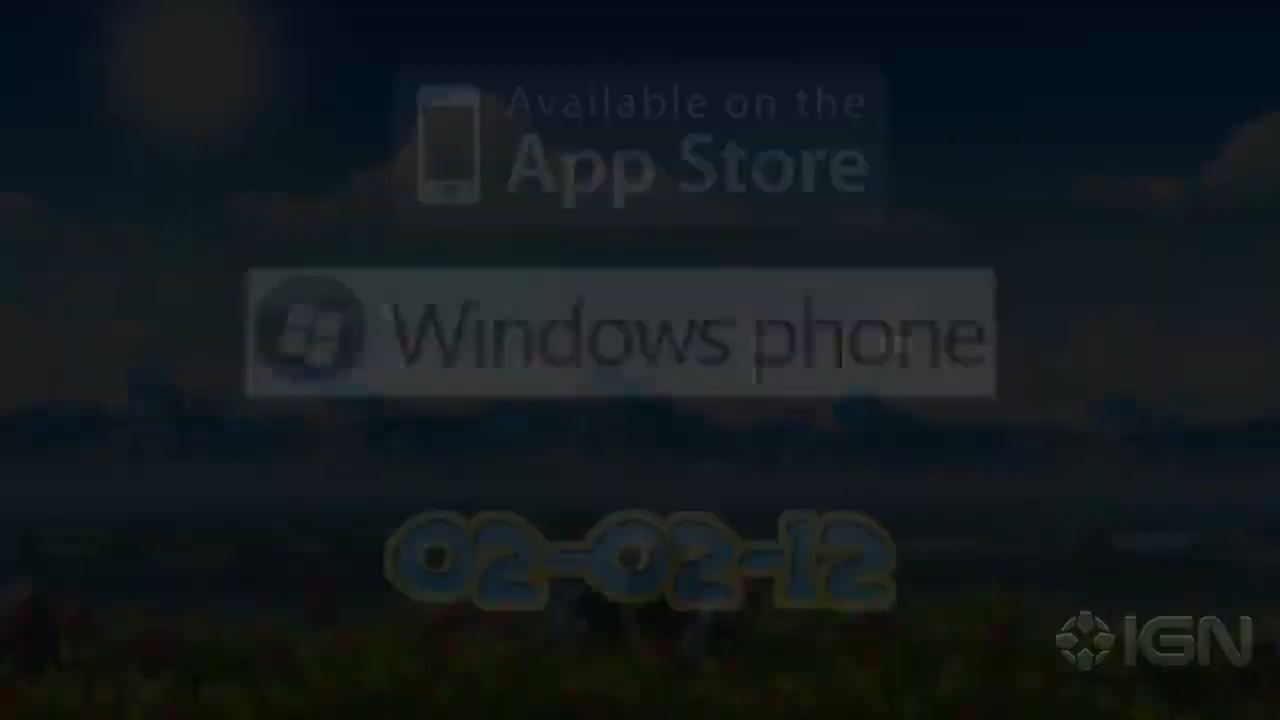 Available on the
App Store
Windows phone
02-02-12
IGN